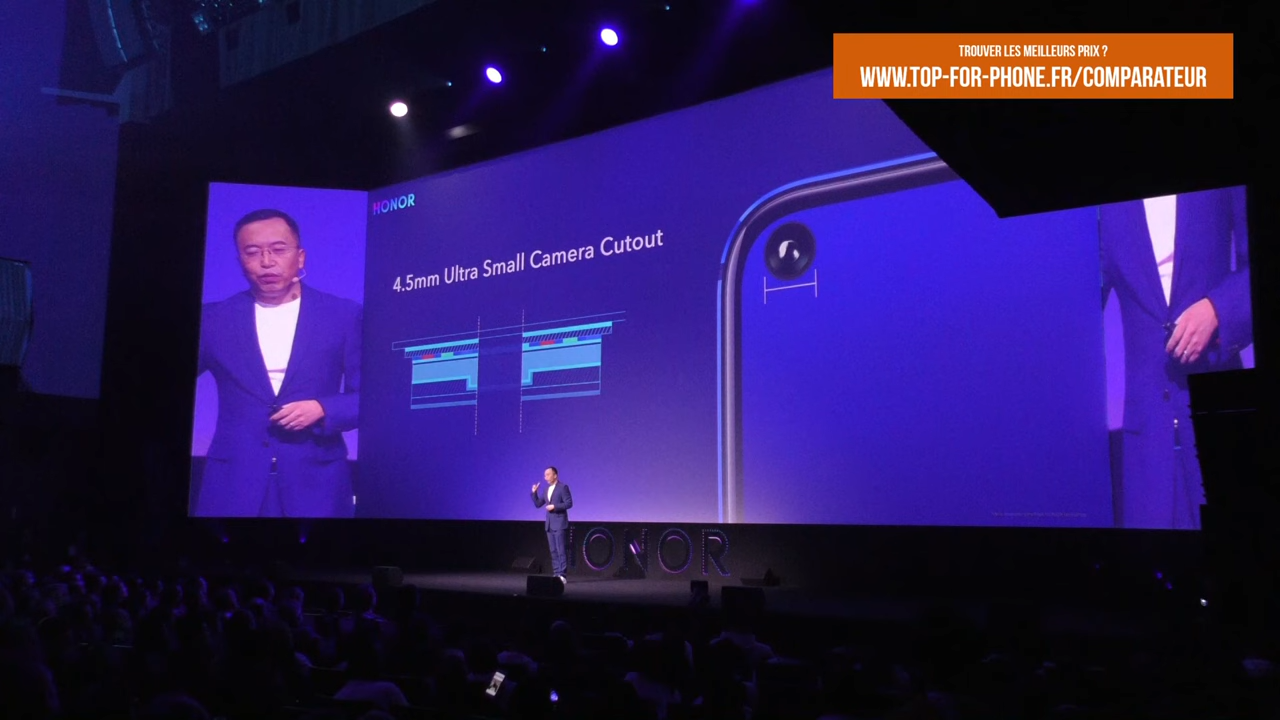 TROUVER LES MEILLEURS PRIX ?
WWW.TOP-FOR-PHONE.FR/COMPARATEUR
HONOR
4.5mm Ultra Small Camera Cutout
HONOR